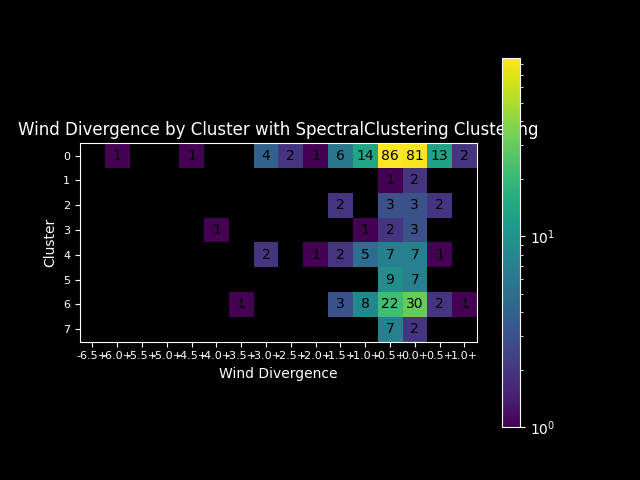 Wind Divergence by Cluster with SpectralClustering Clustering
0 1 1 4 2 1 6 14 86 81 13 2
1 1 2
2 2 3 3 2
3 1 1 2 3
4 2 1 2 5 7 7 1
5 9 7
6 1 3 8 22 30 2 1
7 7 2
-6.5+ -6.0+ -5.5+ -5.0+ -4.5+ -4.0+ -3.5+ -3.0+ -2.5+ -2.0+ -1.5+ -1.0+ -0.5+ 0.0+ 0.5+ 1.0+
Wind Divergence
Cluster
10^1
10^0